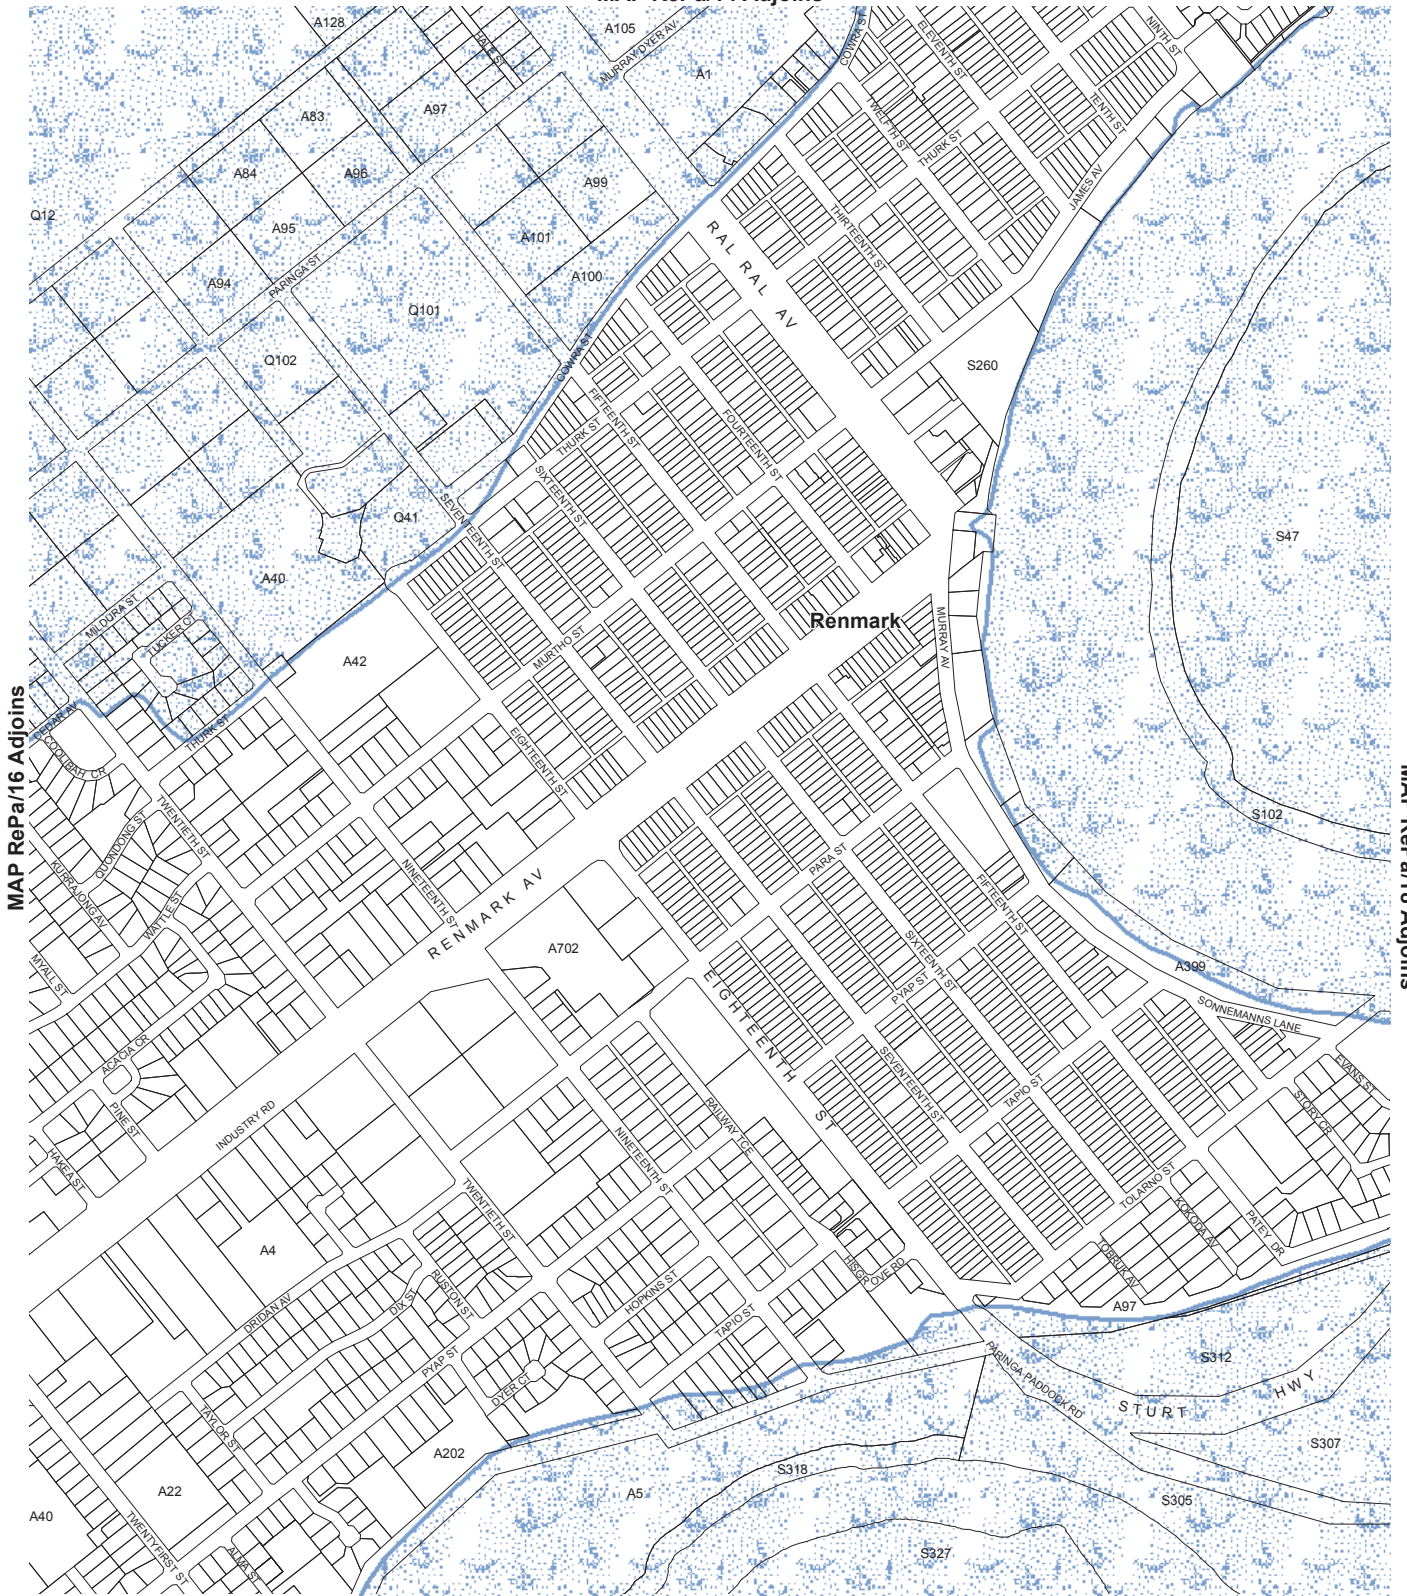 A128
A105
HALE ST
MURRAY DYER AV
COWRA ST
ELEVENTH ST
NINTH ST
A1
A83
A97
TENTH ST
THURK ST
A84
A96
A99
JAMES AV
Q12
A95
A101
RAL RAL AV
THIRTEENTH ST
A94
PARINGA ST
A100
Q101
Q102
COWRA ST
S260
FIFTEENTH ST
THURK ST
FOURTEENTH ST
SIXTEENTH ST
SEVENTEENTH ST
Q41
S47
A40
MILDURA ST
TUCKER CT
Renmark
MURRAY AV
A42
MURTHO ST
MAP RePa/16 Adjoins
CEDAR AV
THURK ST
COOLIBAH CR
EIGHTEENTH ST
TWENTIETH ST
QUONDONG ST
S102
KURRAJONG AV
NINETEENTH ST
PARA ST
FIFTEENTH ST
WATTLE ST
RENMARK AV
A702
SIXTEENTH ST
MYALL ST
PYAP ST
A399
EIGHTEENTH ST
SONNEMANNS LANE
ACACIA CR
SEVENTEENTH ST
EVANS ST
TAPIO ST
STORY CR
PINE ST
INDUSTRY RD
RAILWAY TCE
NINETEENTH ST
HAKEA ST
TOLARNO ST
TWENTIETH ST
KOKODA AV
PATEY DR
A4
TOBRUK AV
HISGROVE RD
RUSTON ST
DIX ST
HOPKINS ST
DRIDAN AV
A97
TAPIO ST
PYAP ST
PARINGA PADDOCK RD
S312
DYER CT
STURT HWY
TAYLOR ST
A202
S307
S318
A22
A5
S305
A40
TWENTYFIRST ST
ALMA ST
S327